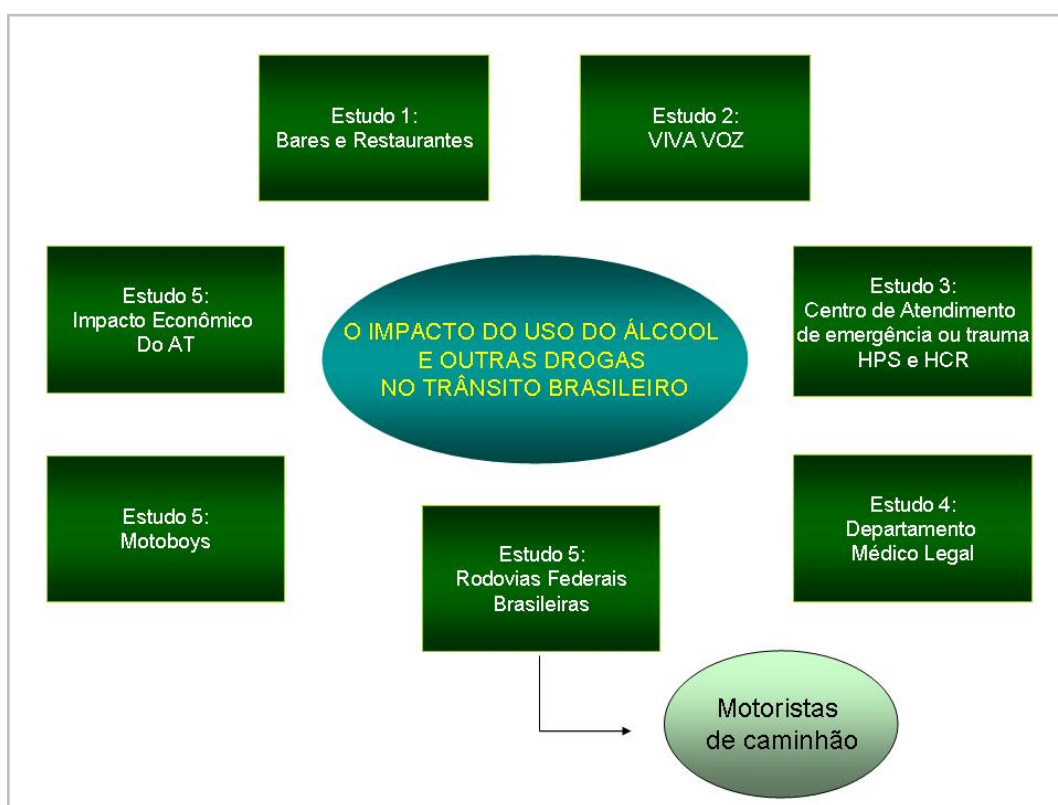 Estudo 1:
Bares e Restaurantes
Estudo 2:
VIVA VOZ
Estudo 5:
Impacto Econômico
Do AT
O IMPACTO DO USO DO ÁLCOOL
E OUTRAS DROGAS
NO TRÂNSITO BRASILEIRO
Estudo 3:
Centro de Atendimento
de emergência ou trauma
HPS e HCR
Estudo 5:
Motoboys
Estudo 5:
Rodovias Federais
Brasileiras
Estudo 4:
Departamento
Médico Legal
Motoristas
de caminhão